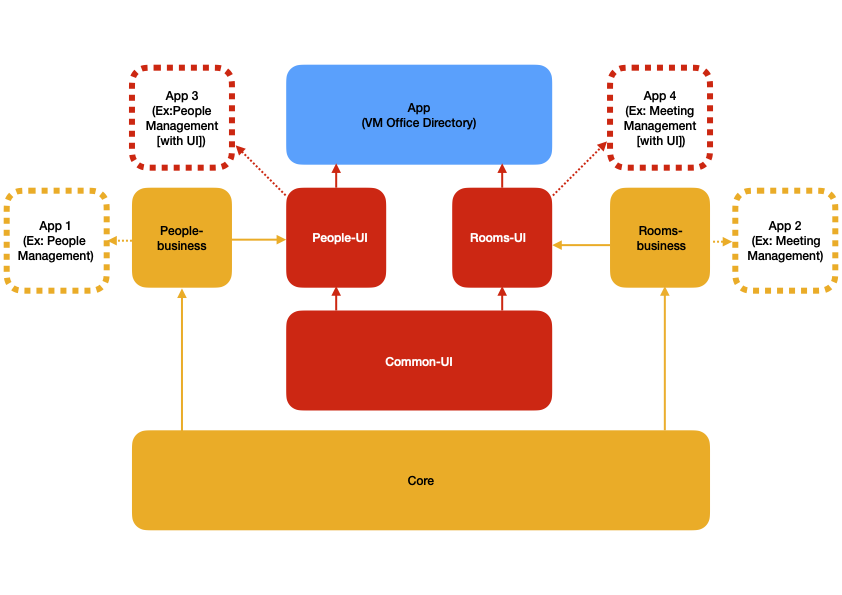 App 3
(Ex:People
Management
[with UI])
App
(VM Office Directory)
App 4
(Ex: Meeting
Management
[with UI])
App 1
(Ex: People
Management)
People-
business
People-UI
Rooms-UI
Rooms-
business
App 2
(Ex: Meeting
Management)
Common-UI
Core